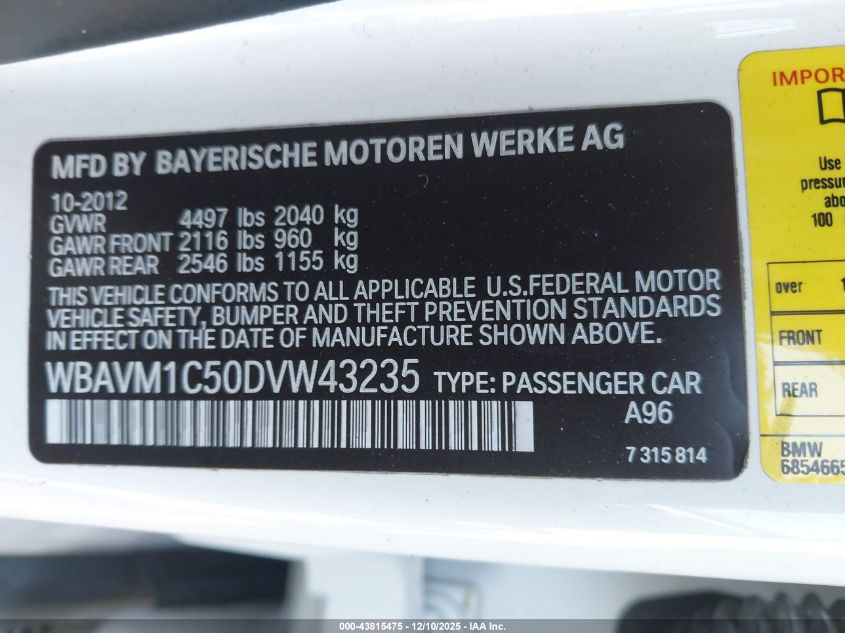 MFD BY BAYERISCHE MOTOREN WERKE AG
10-2012
GVWR 4497 lbs 2040 kg
GAWR FRONT 2116 lbs 960 kg
GAWR REAR 2546 lbs 1155 kg
THIS VEHICLE CONFORMS TO ALL APPLICABLE U.S.FEDERAL MOTOR
VEHICLE SAFETY, BUMPER AND THEFT PREVENTION STANDARDS
IN EFFECT ON THE DATE OF MANUFACTURE SHOWN ABOVE.
WBAVM1C50DVW43235 TYPE: PASSENGER CAR
A96
7 315 814
IMPOR
Use
pressu
abo
100
over 1
FRONT
REAR
BMW
6854665
000-43815475 - 12/10/2025 - IAA Inc.